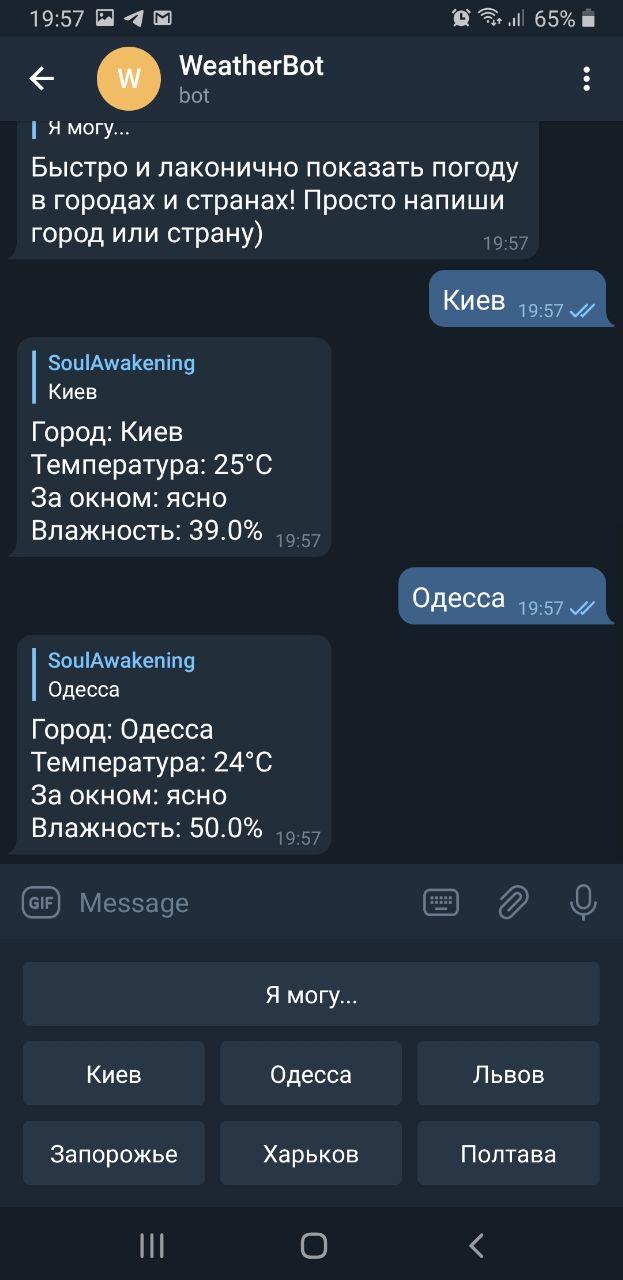 19:57 65%
WeatherBot
bot
Я могу...
Быстро и лаконично показать погоду
в городах и странах! Просто напиши
город или страну)
19:57
Киев 19:57
SoulAwakening
Киев
Город: Киев
Температура: 25°C
За окном: ясно
Влажность: 39.0% 19:57
Одесса 19:57
SoulAwakening
Одесса
Город: Одесса
Температура: 24°C
За окном: ясно
Влажность: 50.0% 19:57
GIF Message
Я могу...
Киев Одесса Львов
Запорожье Харьков Полтава